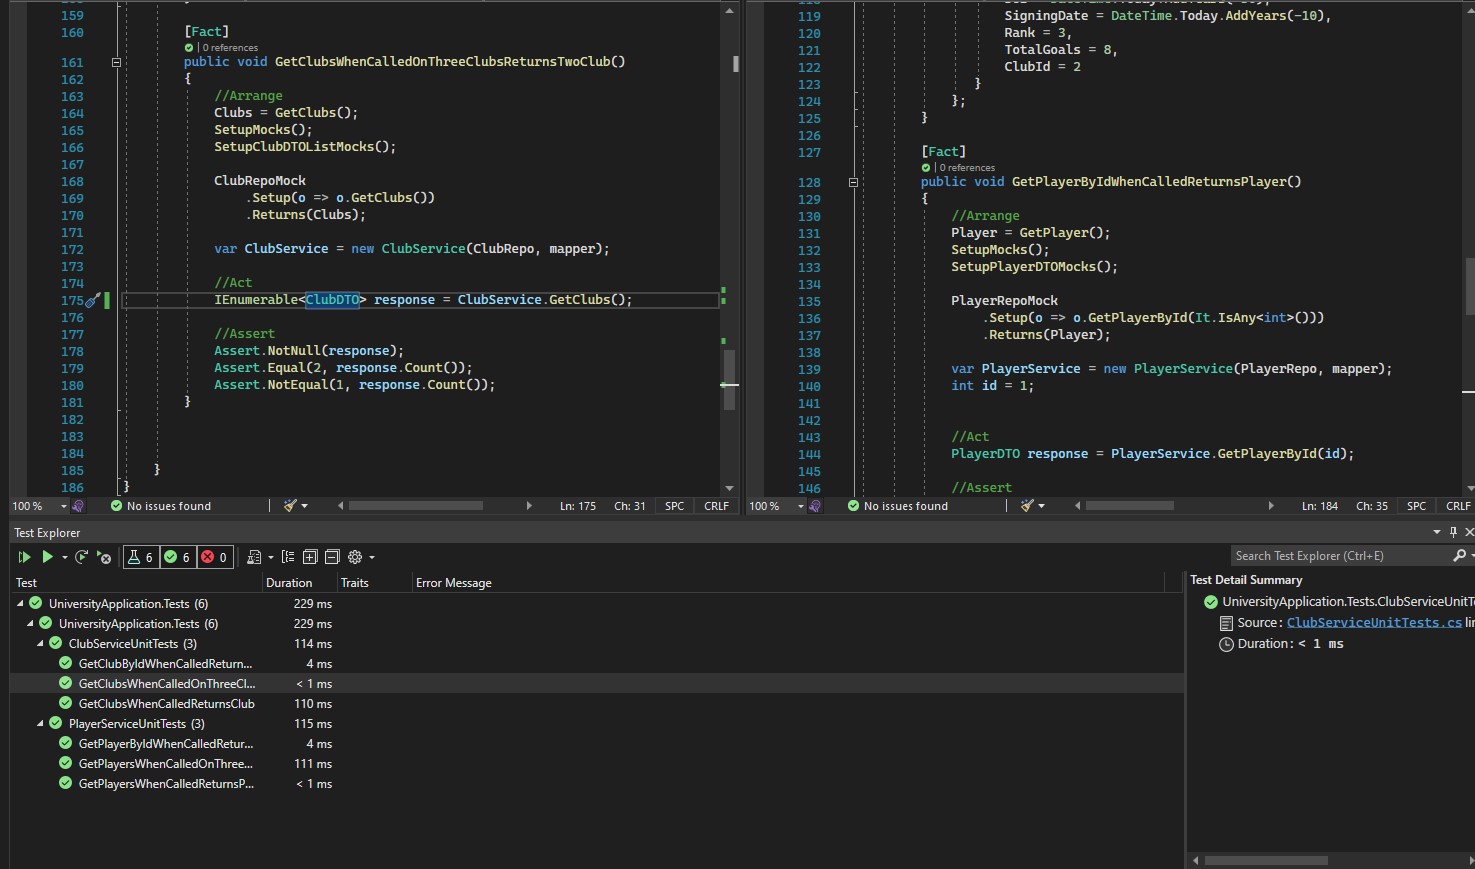 159
160 [Fact]
0 references
161 public void GetClubsWhenCalledOnThreeClubsReturnsTwoClub()
162 {
163 //Arrange
164 Clubs = GetClubs();
165 SetupMocks();
166 SetupClubDTOListMocks();
167
168 ClubRepoMock
169 .Setup(o => o.GetClubs())
170 .Returns(Clubs);
171
172 var ClubService = new ClubService(ClubRepo, mapper);
173
174 //Act
175 IEnumerable<ClubDTO> response = ClubService.GetClubs();
176
177 //Assert
178 Assert.NotNull(response);
179 Assert.Equal(2, response.Count());
180 Assert.NotEqual(1, response.Count());
181 }
182
183
184
185 }
186 }
100 % No issues found Ln: 175 Ch: 31 SPC CRLF
119 SigningDate = DateTime.Today.AddYears(-10),
120 Rank = 3,
121 TotalGoals = 8,
122 ClubId = 2
123 }
124 };
125 }
126
127 [Fact]
0 references
128 public void GetPlayerByIdWhenCalledReturnsPlayer()
129 {
130 //Arrange
131 Player = GetPlayer();
132 SetupMocks();
133 SetupPlayerDTOMocks();
134
135 PlayerRepoMock
136 .Setup(o => o.GetPlayerById(It.IsAny<int>()))
137 .Returns(Player);
138
139 var PlayerService = new PlayerService(PlayerRepo, mapper);
140 int id = 1;
141
142
143 //Act
144 PlayerDTO response = PlayerService.GetPlayerById(id);
145
146 //Assert
100 % No issues found Ln: 184 Ch: 35 SPC CRLF
Test Explorer
6 6 0
Search Test Explorer (Ctrl+E)
Test Duration Traits Error Message
UniversityApplication.Tests (6) 229 ms
UniversityApplication.Tests (6) 229 ms
ClubServiceUnitTests (3) 114 ms
GetClubByIdWhenCalledReturn... 4 ms
GetClubsWhenCalledOnThreeCl... < 1 ms
GetClubsWhenCalledReturnsClub 110 ms
PlayerServiceUnitTests (3) 115 ms
GetPlayerByIdWhenCalledRetur... 4 ms
GetPlayersWhenCalledOnThree... 111 ms
GetPlayersWhenCalledReturnsP... < 1 ms
Test Detail Summary
UniversityApplication.Tests.ClubServiceUnitT
Source: ClubServiceUnitTests.cs lin
Duration: < 1 ms